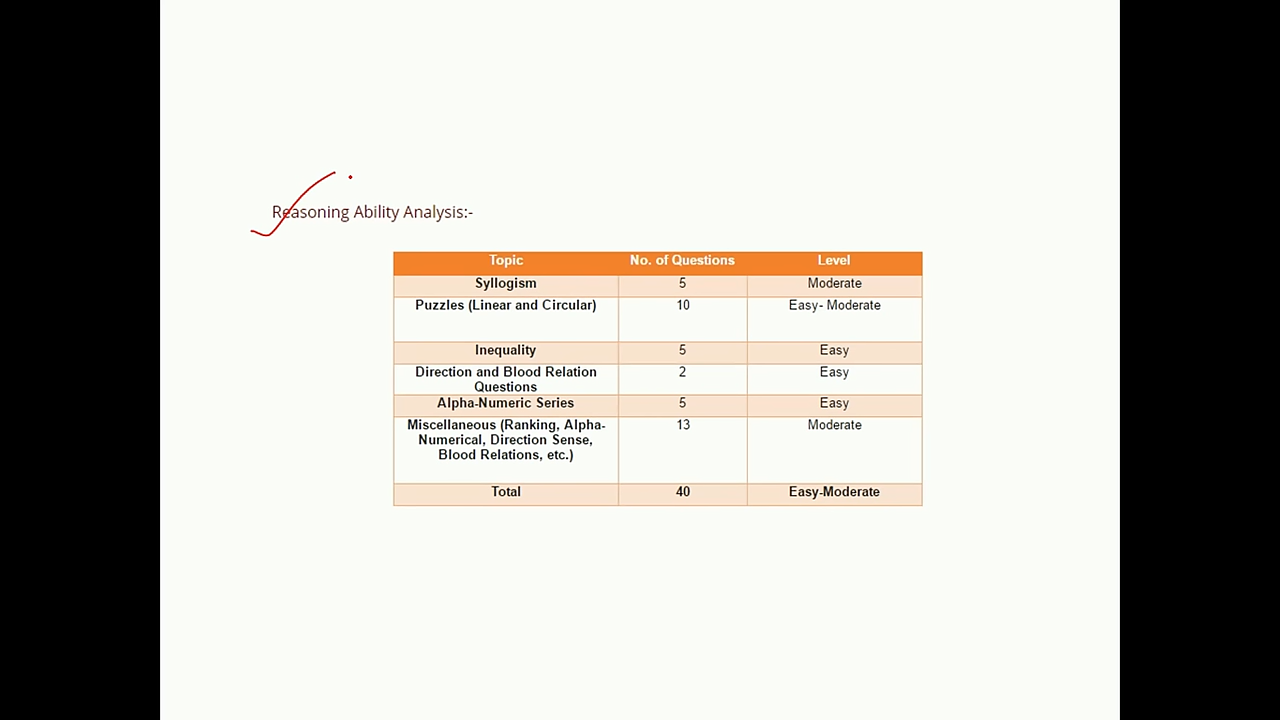 Reasoning Ability Analysis:-
Topic No. of Questions Level
Syllogism 5 Moderate
Puzzles (Linear and Circular) 10 Easy- Moderate
Inequality 5 Easy
Direction and Blood Relation 2 Easy
Questions
Alpha-Numeric Series 5 Easy
Miscellaneous (Ranking, Alpha- 13 Moderate
Numerical, Direction Sense,
Blood Relations, etc.)
Total 40 Easy-Moderate